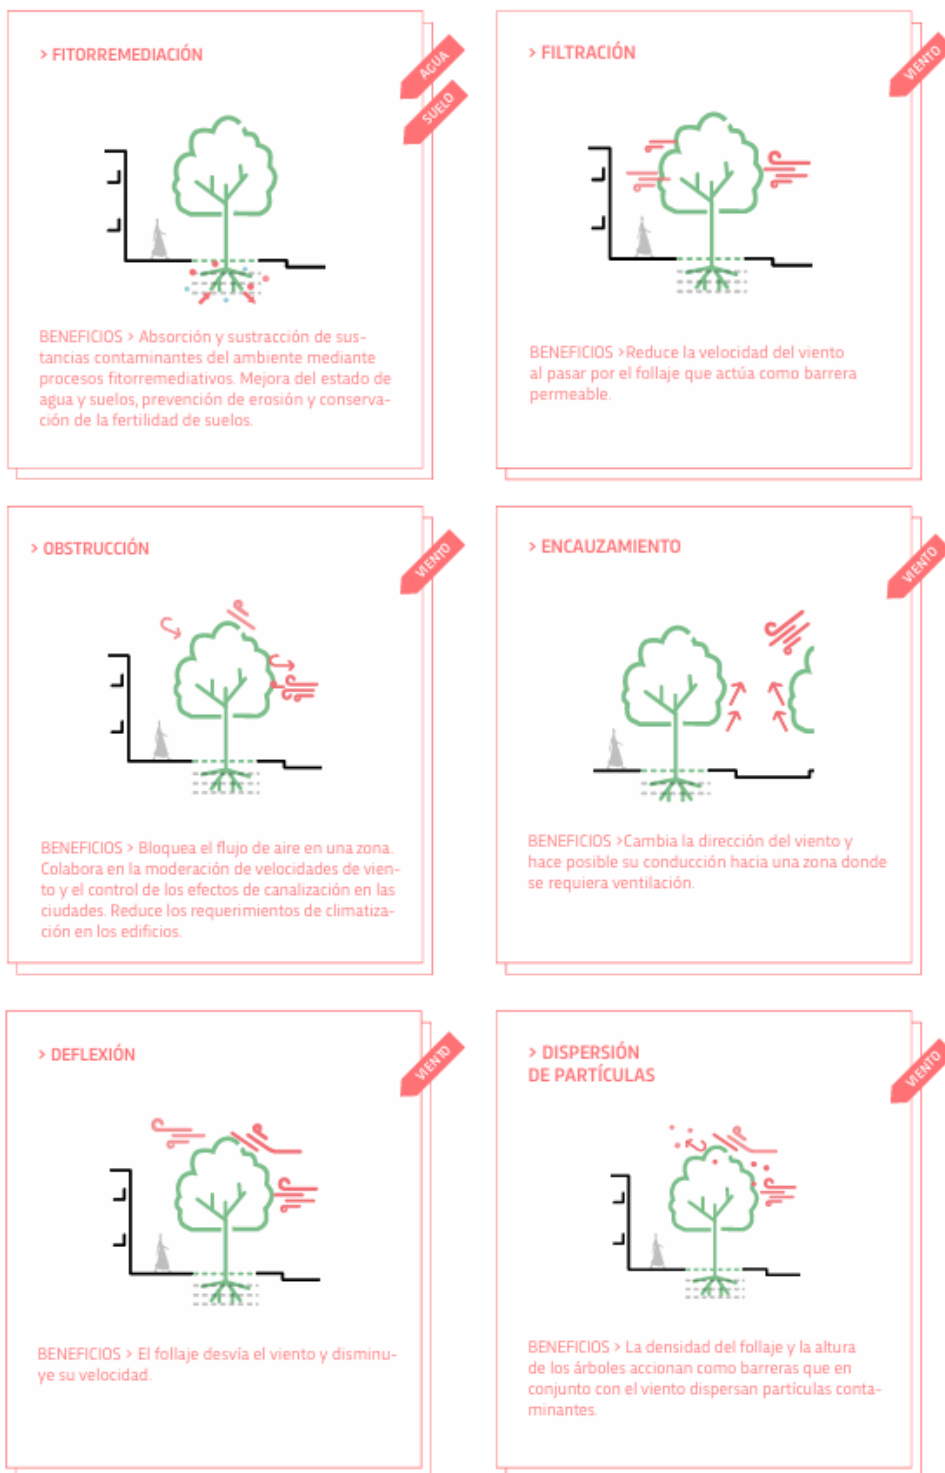 > FITORREMEDIACIÓN
AGUA
SUELO
BENEFICIOS > Absorción y sustracción de sus-
tancias contaminantes del ambiente mediante
procesos fitorremediativos. Mejora del estado de
agua y suelos, prevención de erosión y conserva-
ción de la fertilidad de suelos.
> FILTRACIÓN
VIENTO
BENEFICIOS >Reduce la velocidad del viento
al pasar por el follaje que actúa como barrera
permeable.
> OBSTRUCCIÓN
VIENTO
BENEFICIOS > Bloquea el flujo de aire en una zona.
Colabora en la moderación de velocidades de vien-
to y el control de los efectos de canalización en las
ciudades. Reduce los requerimientos de climatiza-
ción en los edificios.
> ENCAUZAMIENTO
VIENTO
BENEFICIOS >Cambia la dirección del viento y
hace posible su conducción hacia una zona donde
se requiera ventilación.
> DEFLEXIÓN
VIENTO
BENEFICIOS > El follaje desvía el viento y disminu-
ye su velocidad.
> DISPERSIÓN
DE PARTÍCULAS
VIENTO
BENEFICIOS > La densidad del follaje y la altura
de los árboles accionan como barreras que en
conjunto con el viento dispersan partículas conta-
minantes.